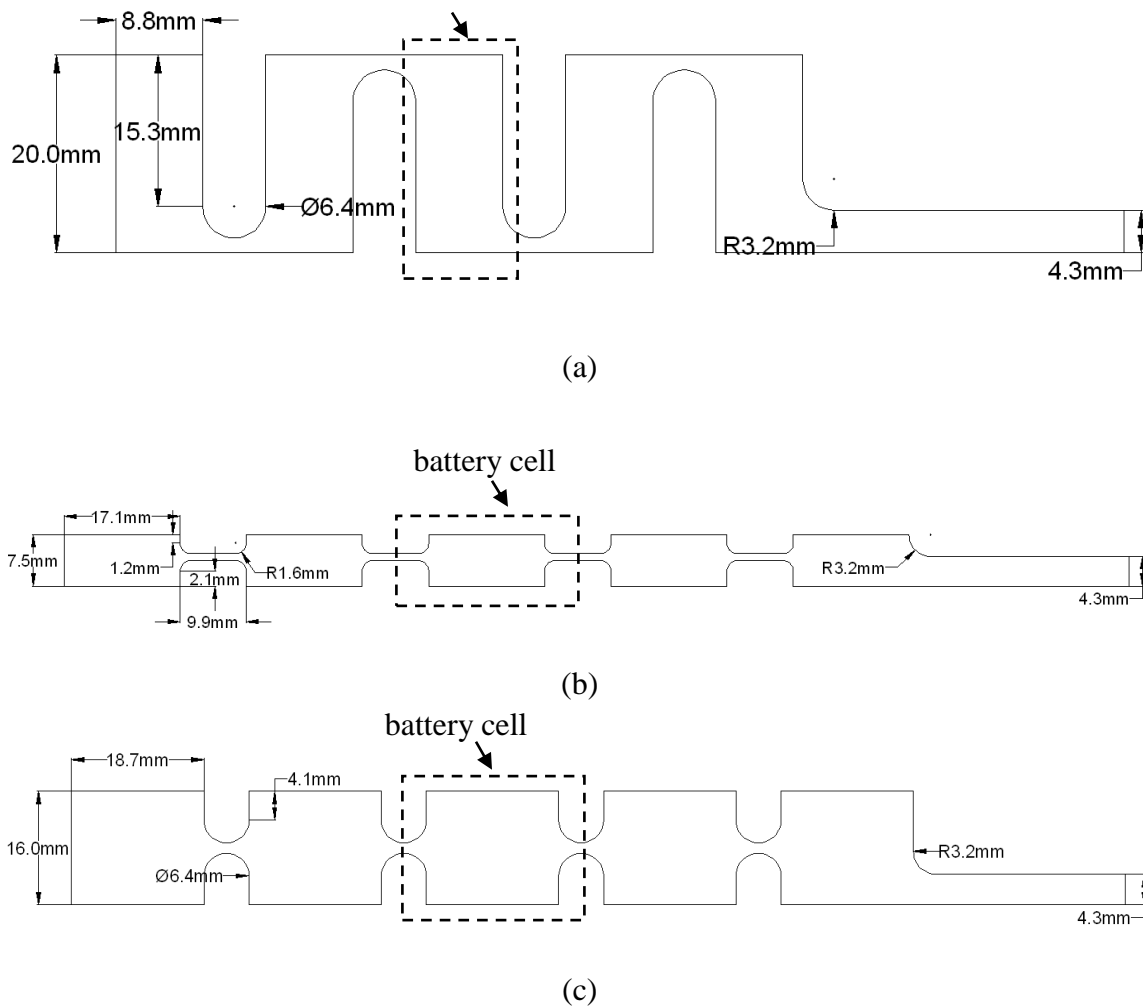 8.8mm
15.3mm
20.0mm
Ø6.4mm
R3.2mm
4.3mm
(a)
battery cell
17.1mm
7.5mm
1.2mm
2.1mm
R1.6mm
R3.2mm
4.3mm
9.9mm
(b)
battery cell
18.7mm
4.1mm
16.0mm
R3.2mm
Ø6.4mm
4.3mm
(c)